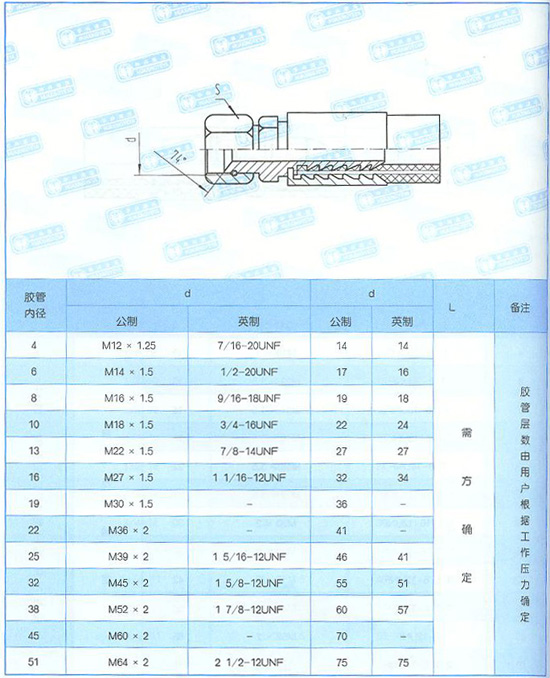 S
d
74°
胶管内径 d d L 备注
公制 英制 公制 英制
4 M12 × 1.25 7/16-20UNF 14 14
6 M14 × 1.5 1/2-20UNF 17 16
8 M16 × 1.5 9/16-18UNF 19 18
10 M18 × 1.5 3/4-16UNF 22 24
13 M22 × 1.5 7/8-14UNF 27 27
16 M27 × 1.5 1 1/16-12UNF 32 34
19 M30 × 1.5 - 36 -
22 M36 × 2 - 41 -
25 M39 × 2 1 5/16-12UNF 46 41
32 M45 × 2 1 5/8-12UNF 55 51
38 M52 × 2 1 7/8-12UNF 60 57
45 M60 × 2 - 70 -
51 M64 × 2 2 1/2-12UNF 75 75
需方确定
胶管层数由用户根据工作压力确定